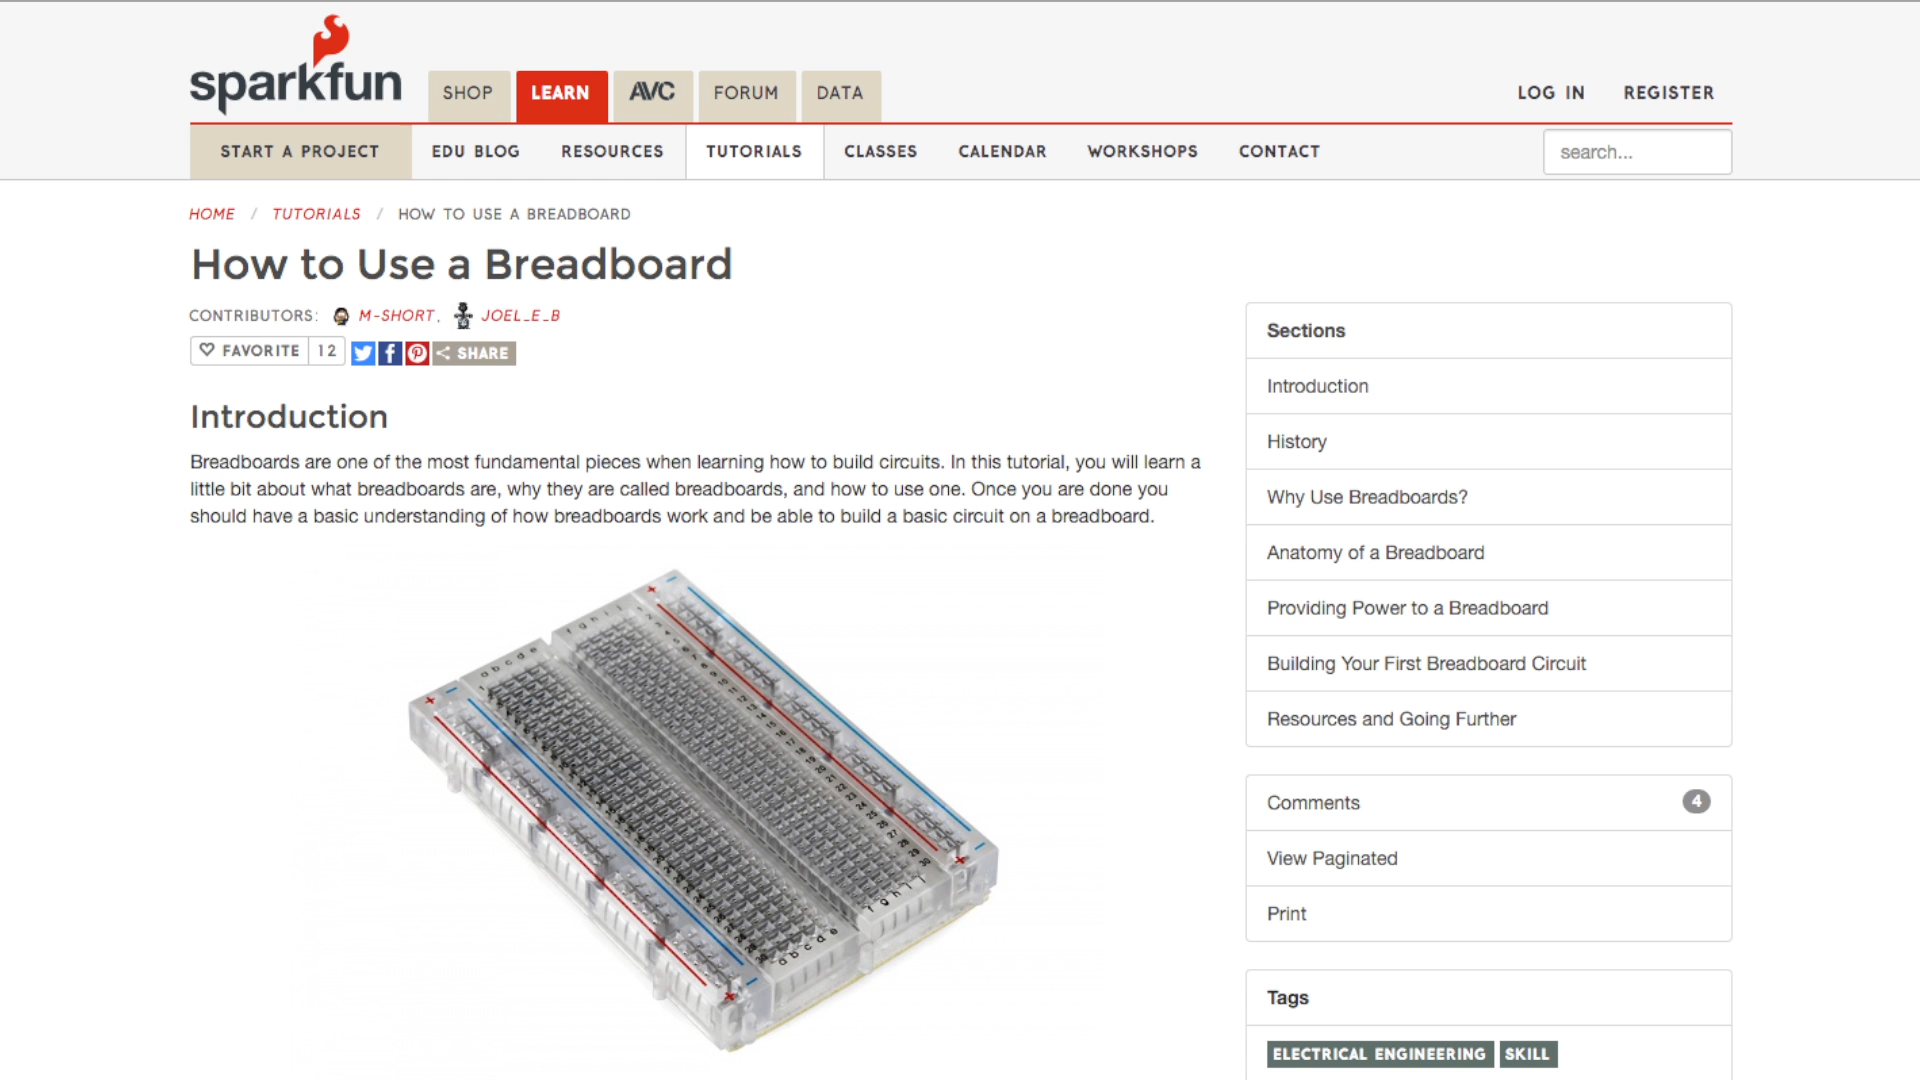 sparkfun
SHOP
LEARN
AVC
FORUM
DATA
LOG IN
REGISTER
START A PROJECT
EDU BLOG
RESOURCES
TUTORIALS
CLASSES
CALENDAR
WORKSHOPS
CONTACT
search...
HOME / TUTORIALS / HOW TO USE A BREADBOARD
How to Use a Breadboard
CONTRIBUTORS: M-SHORT, JOEL_E_B
FAVORITE 12
SHARE
Introduction
Breadboards are one of the most fundamental pieces when learning how to build circuits. In this tutorial, you will learn a
little bit about what breadboards are, why they are called breadboards, and how to use one. Once you are done you
should have a basic understanding of how breadboards work and be able to build a basic circuit on a breadboard.
a b c d e
f g h i j
a b c d e
f g h i j
Sections
Introduction
History
Why Use Breadboards?
Anatomy of a Breadboard
Providing Power to a Breadboard
Building Your First Breadboard Circuit
Resources and Going Further
Comments 4
View Paginated
Print
Tags
ELECTRICAL ENGINEERING
SKILL